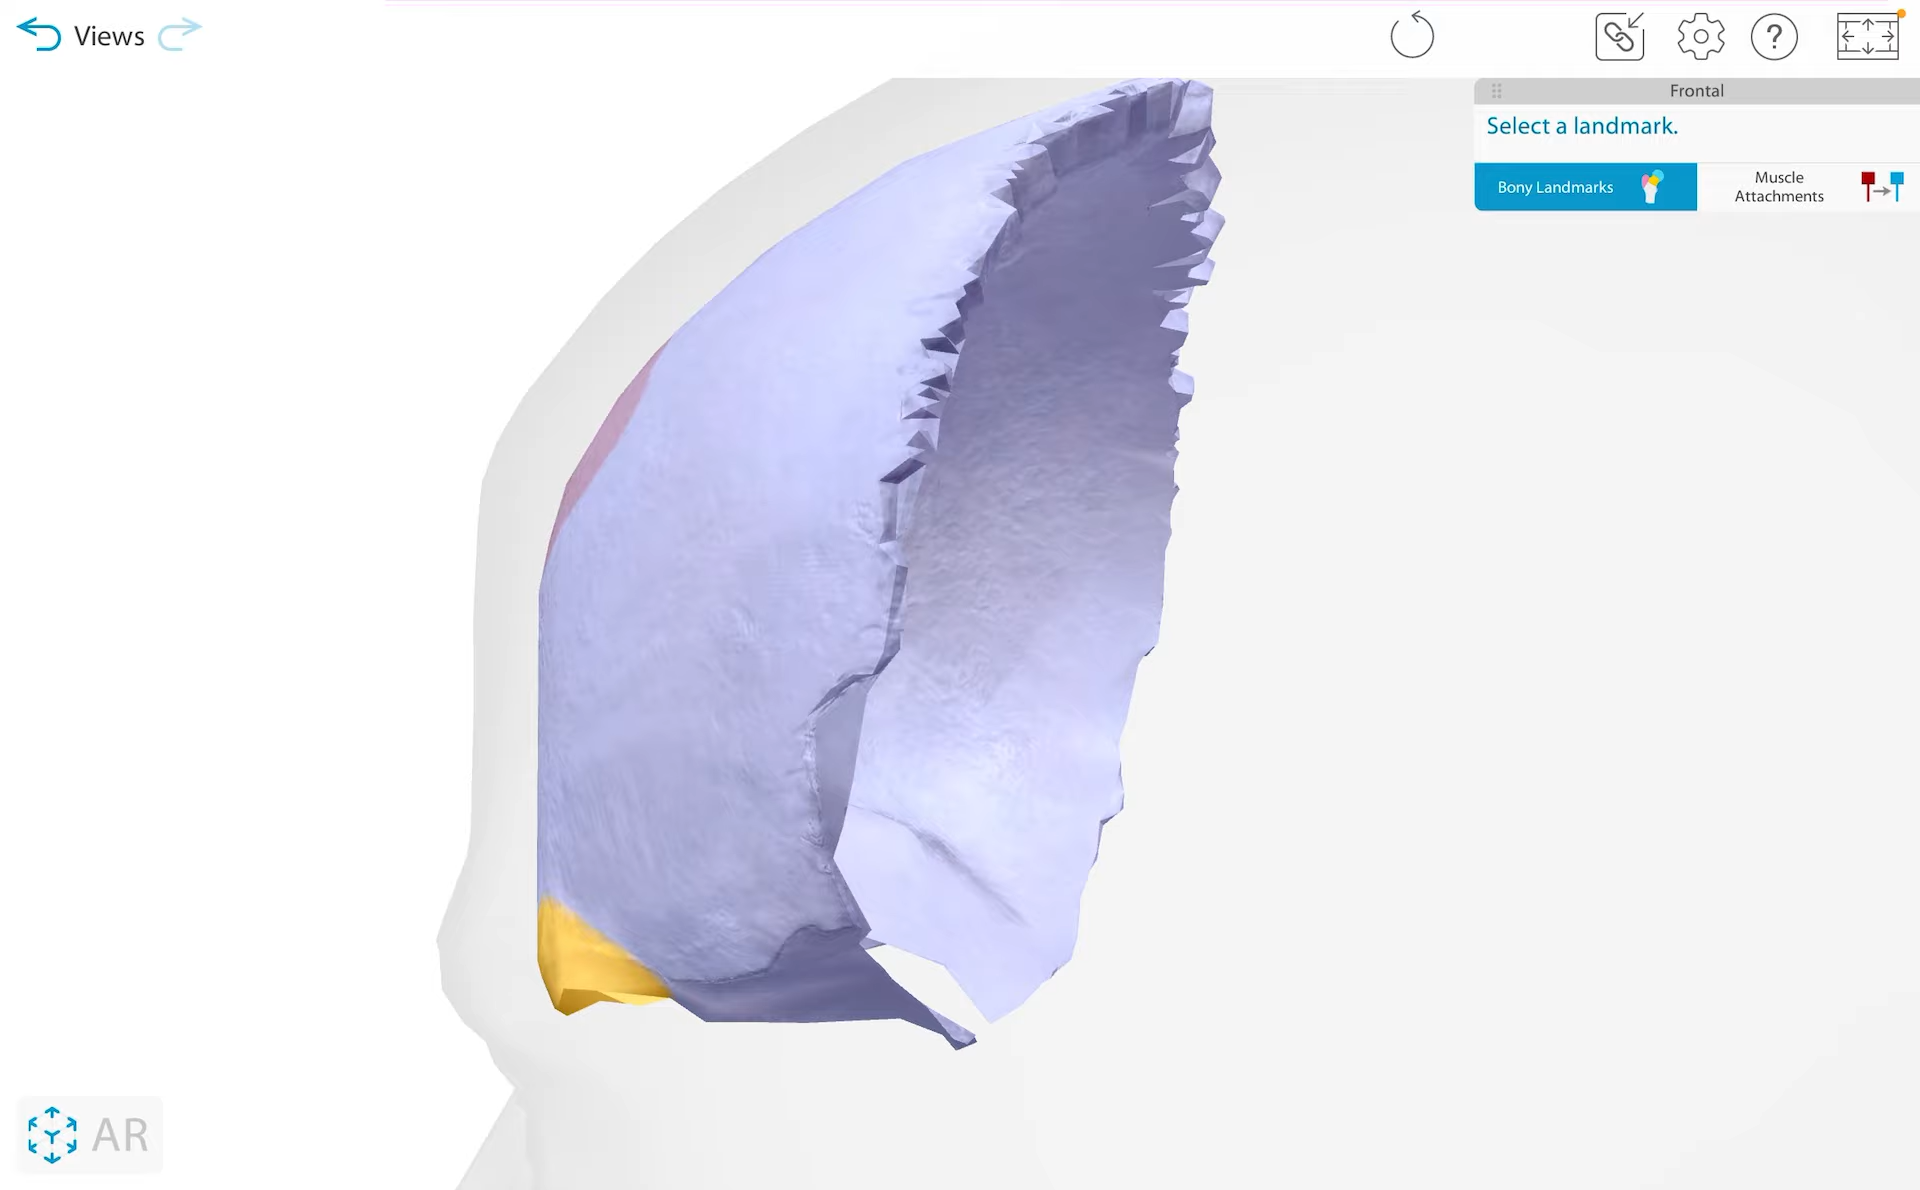 Views
?
Frontal
Select a landmark.
Bony Landmarks
Muscle
Attachments
AR